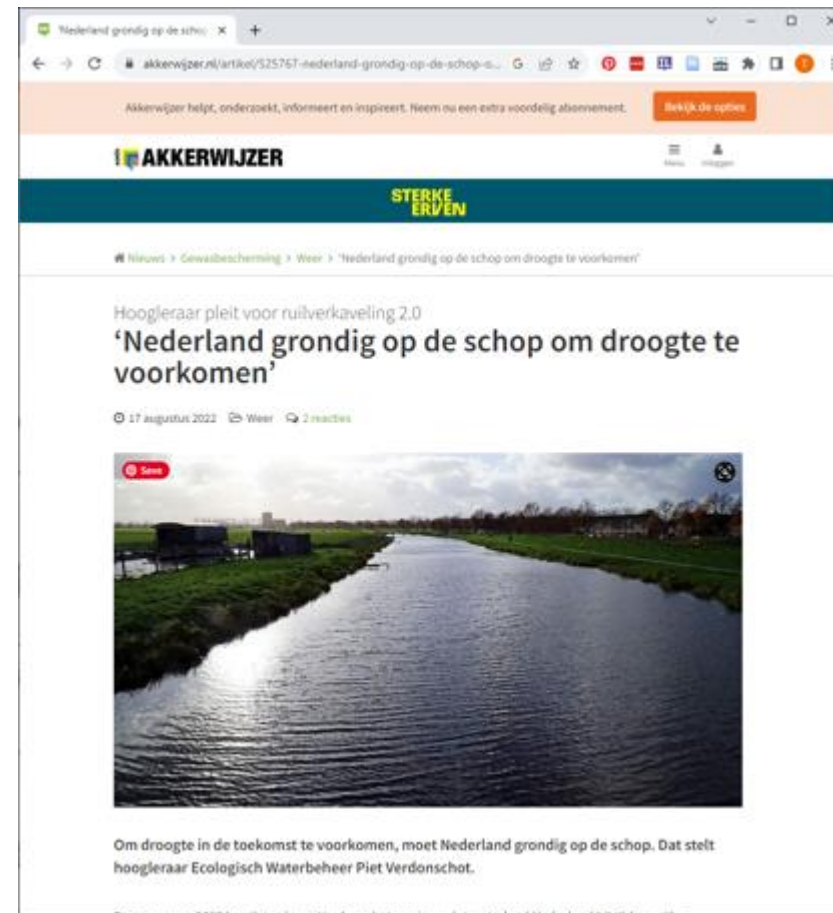 'Nederland grondig op de schop
akkerwijzer.nl/artikel/525767-nederland-grondig-op-de-schop-o...
Akkerwijzer helpt, onderzoekt, informeert en inspireert. Neem nu een extra voordelig abonnement.
Bekijk de opties
AKKERWIJZER
Menu
Inloggen
STERKE
ERVEN
Nieuws > Gewasbescherming > Weer > 'Nederland grondig op de schop om droogte te voorkomen'
Hoogleraar pleit voor ruilverkaveling 2.0
'Nederland grondig op de schop om droogte te
voorkomen'
17 augustus 2022 Weer 2 reacties
Save
Om droogte in de toekomst te voorkomen, moet Nederland grondig op de schop. Dat stelt
hoogleraar Ecologisch Waterbeheer Piet Verdonschot.